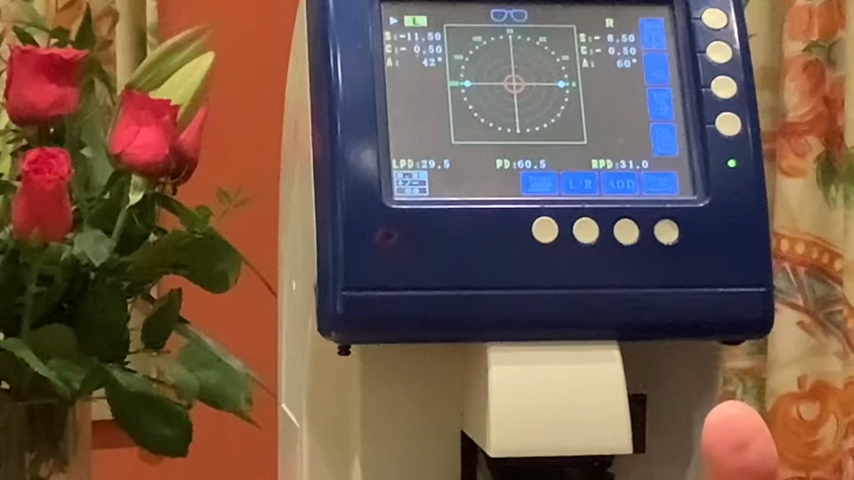 L R
S:-11.50 S:- 8.50
C:- 0.50 C:- 0.50
A: 42° A: 60°
LPD:29.5 PD:60.5 RPD:31.0
+/-
L/R ADD